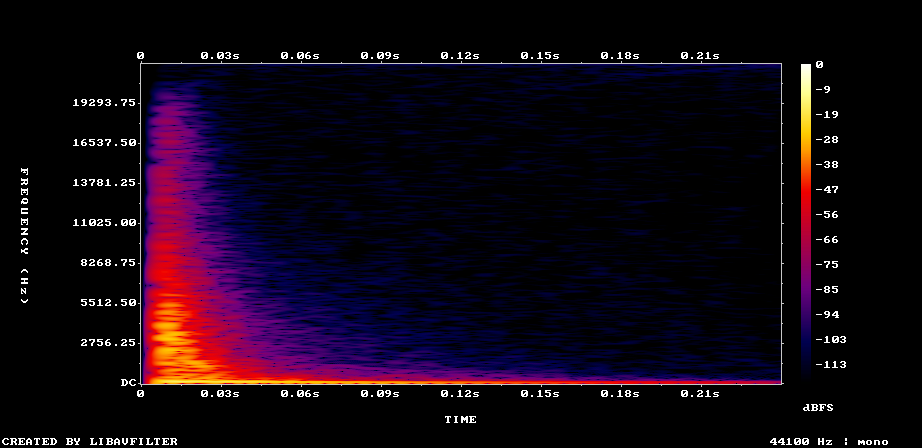 0 0.03s 0.06s 0.09s 0.12s 0.15s 0.18s 0.21s
0
19293.75
-9
-19
16537.50
-28
-38
13781.25
-47
FREQUENCY (Hz)
11025.00
-56
-66
8268.75
-75
-85
5512.50
-94
2756.25
-103
-113
DC
0 0.03s 0.06s 0.09s 0.12s 0.15s 0.18s 0.21s
dBFS
TIME
CREATED BY LIBAVFILTER
44100 Hz | mono